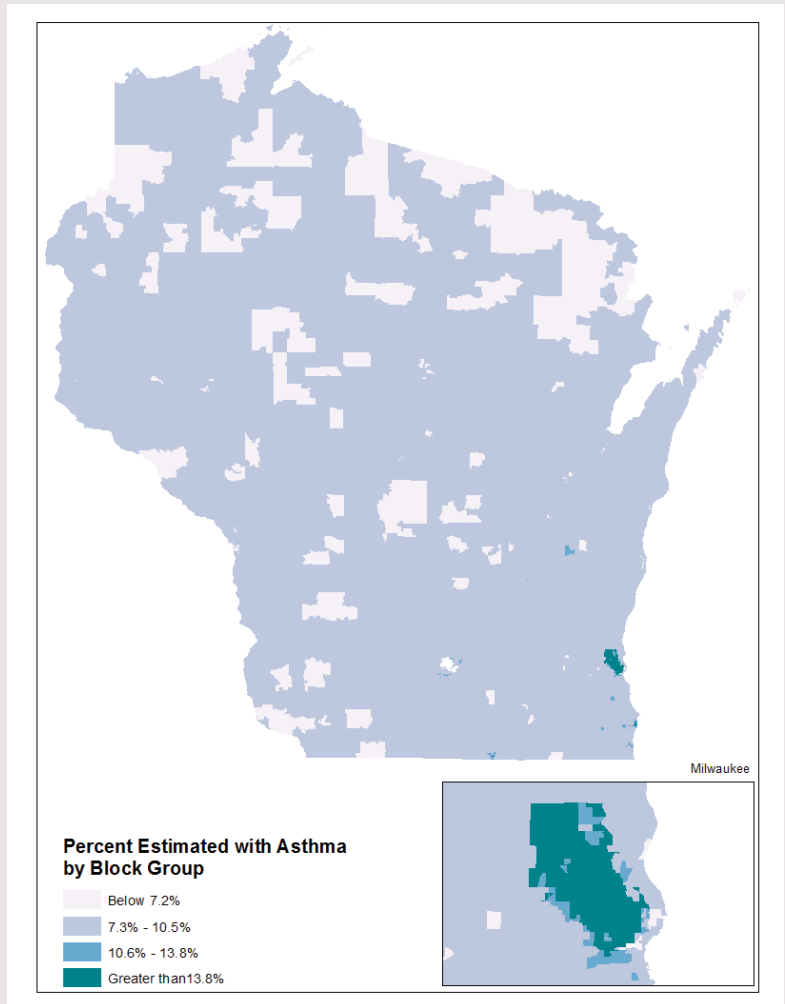 Milwaukee
Percent Estimated with Asthma
by Block Group
Below 7.2%
7.3% - 10.5%
10.6% - 13.8%
Greater than13.8%